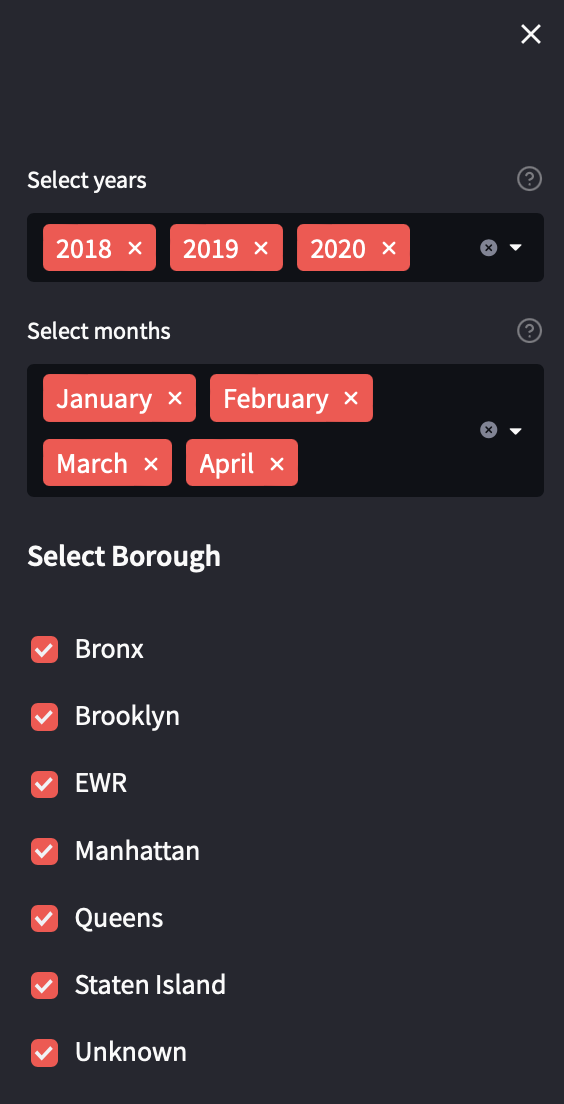 Select years
2018 2019 2020
Select months
January February
March April
Select Borough
Bronx
Brooklyn
EWR
Manhattan
Queens
Staten Island
Unknown